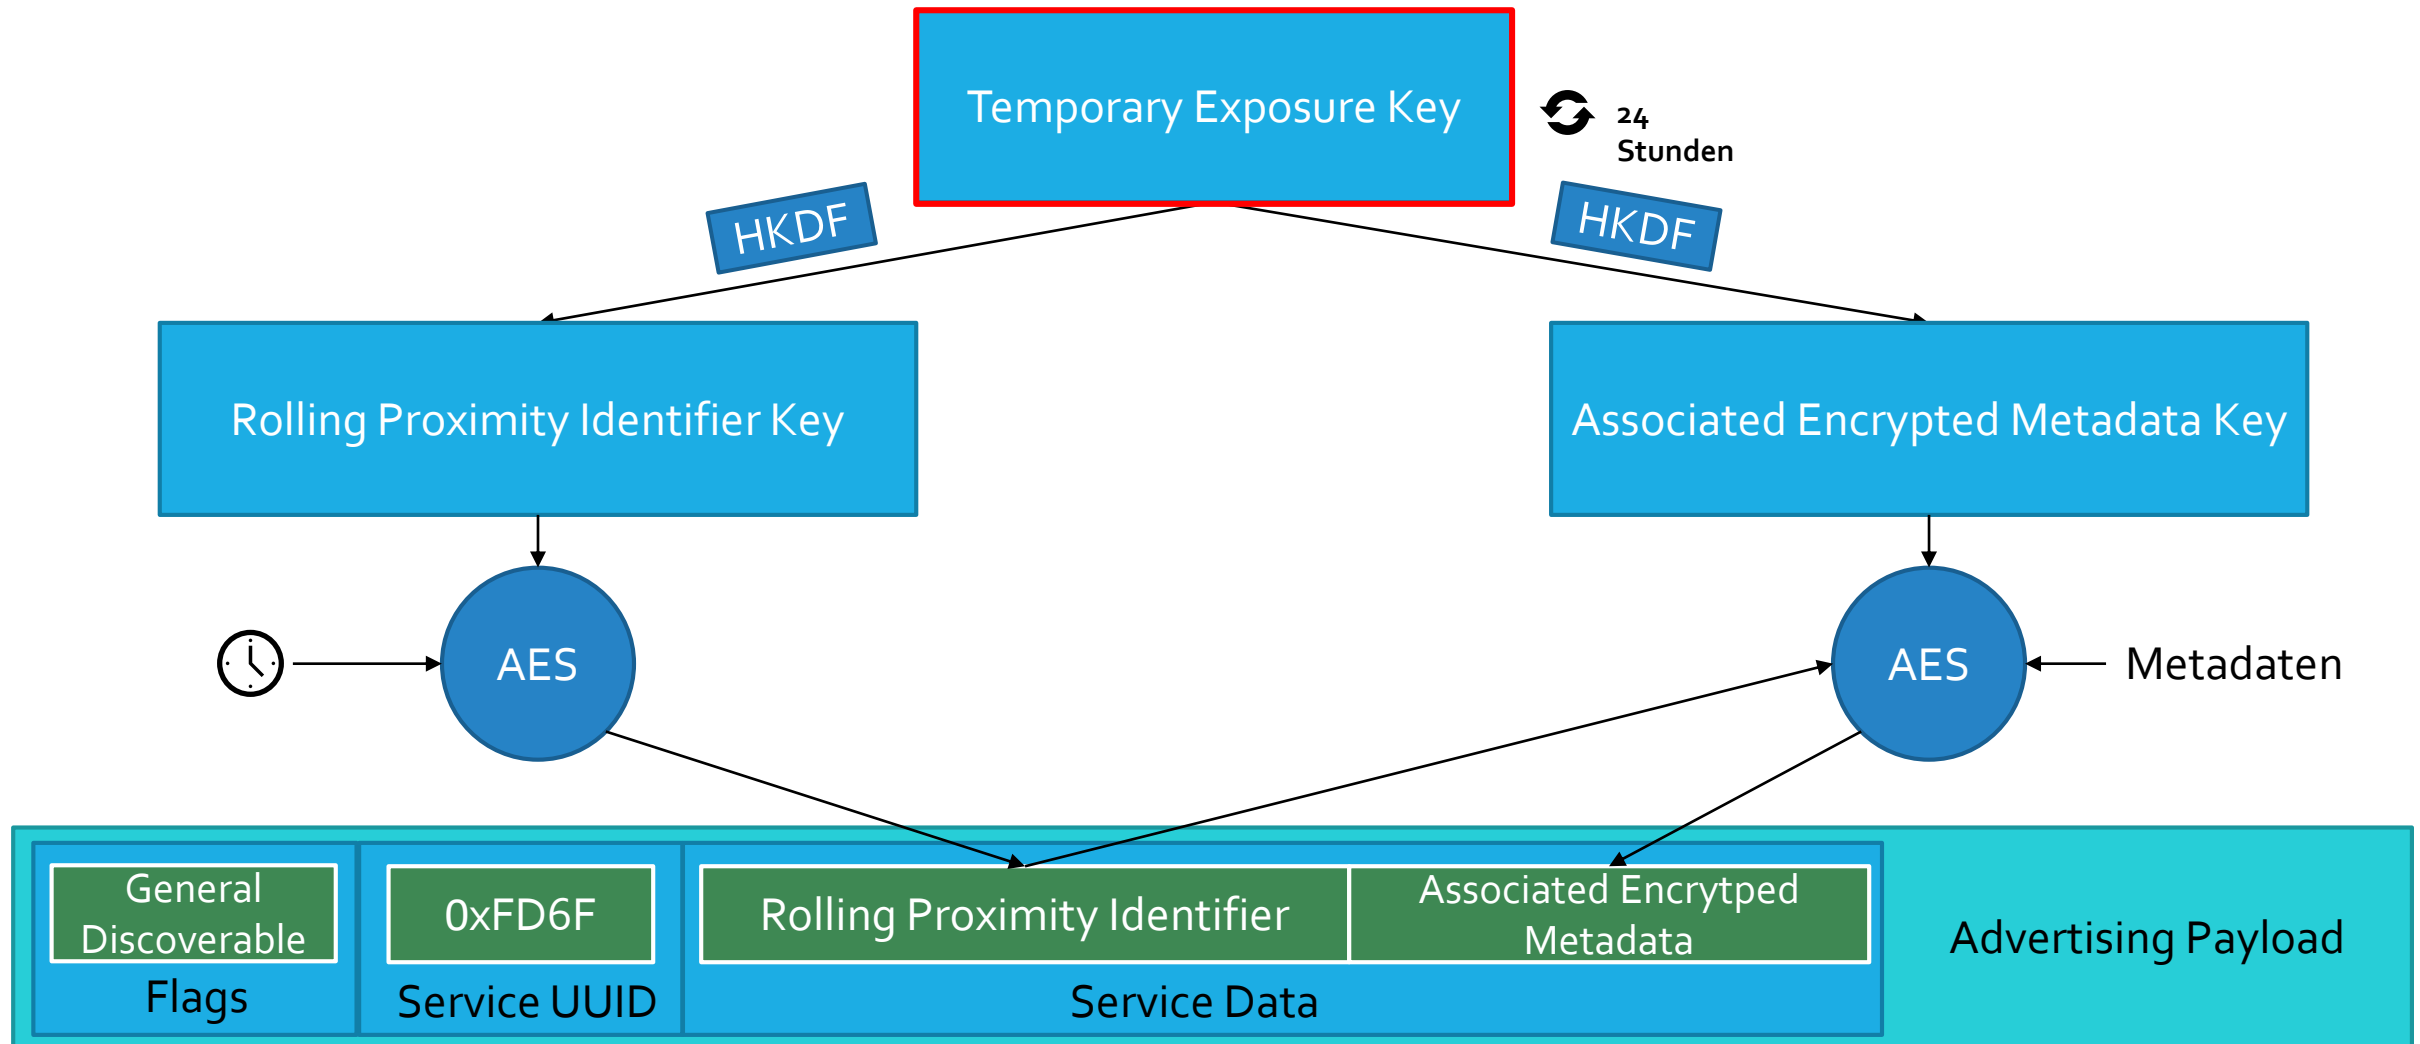 Temporary Exposure Key
24
Stunden
HKDF
HKDF
Rolling Proximity Identifier Key
Associated Encrypted Metadata Key
AES
AES
Metadaten
General
Discoverable
Flags
0xFD6F
Service UUID
Rolling Proximity Identifier
Associated Encrytped
Metadata
Service Data
Advertising Payload